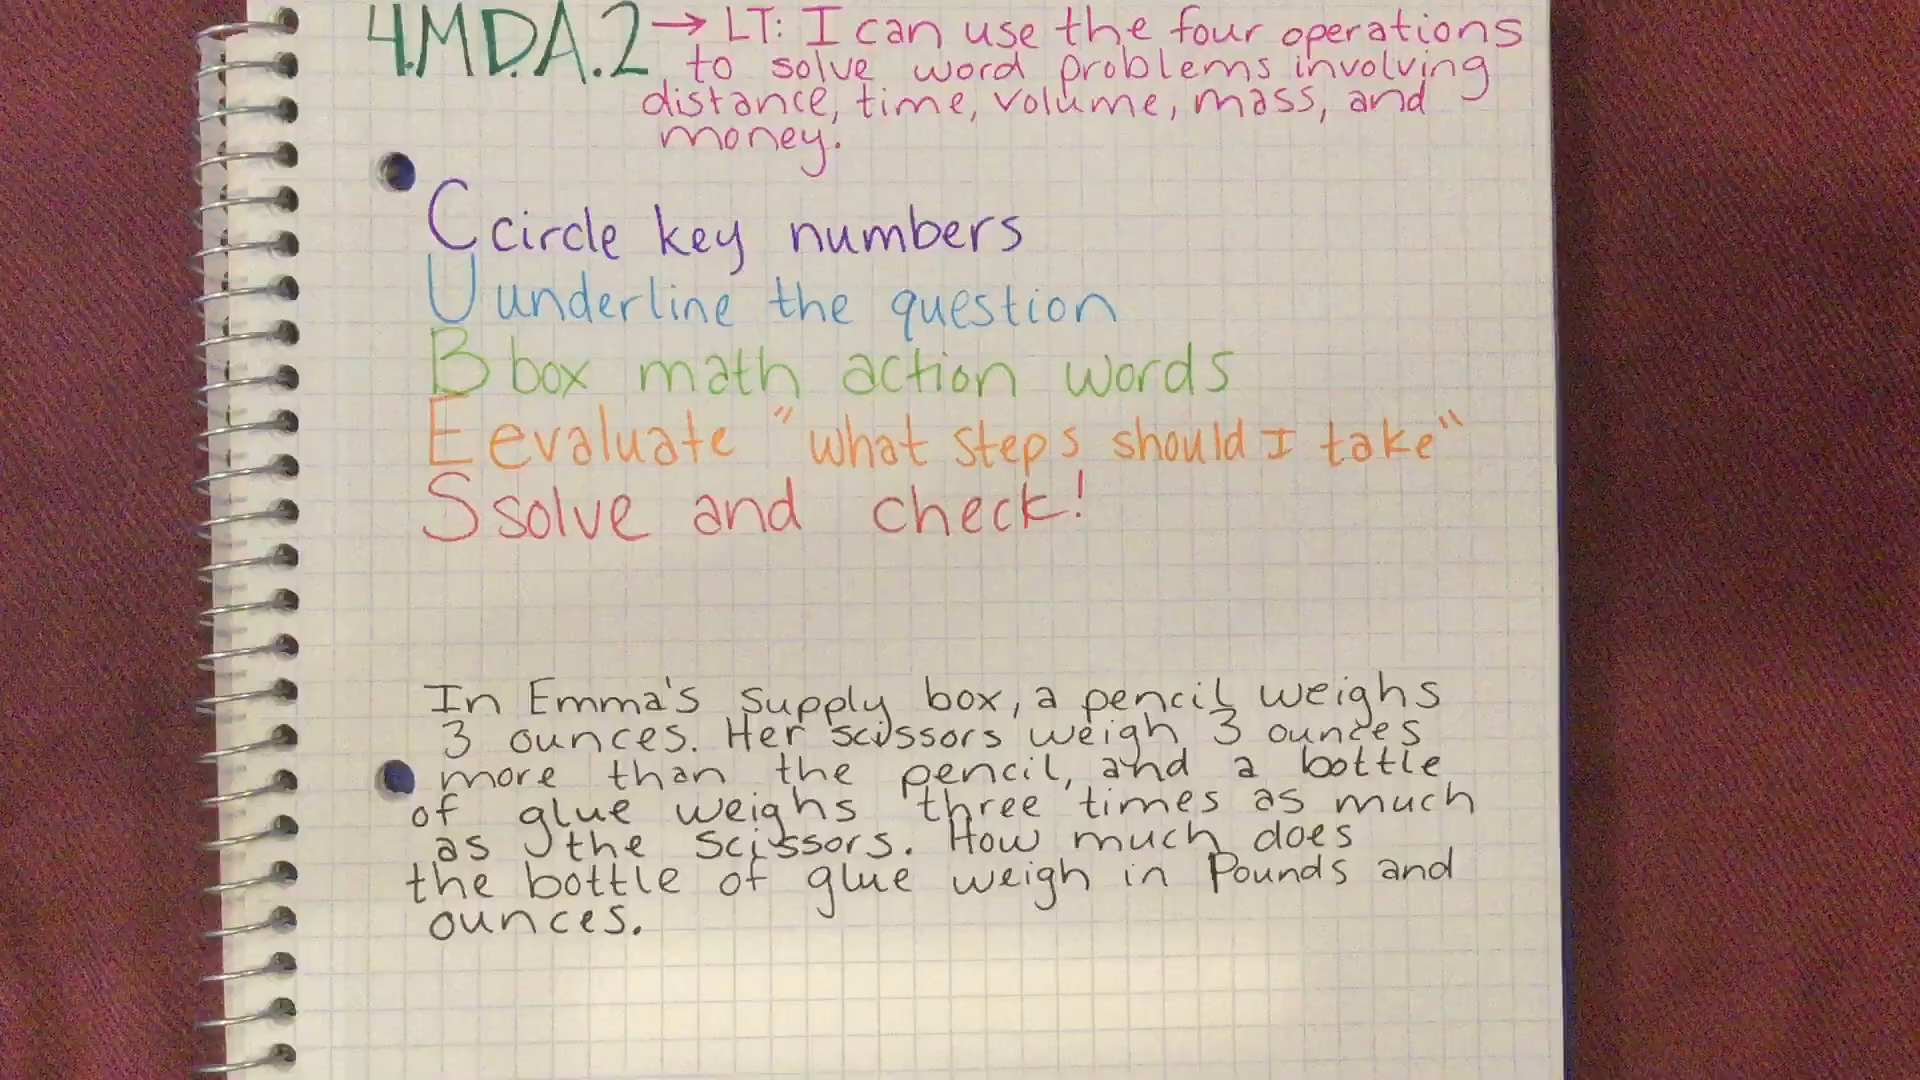 4.MD.A.2 → LT: I can use the four operations
to solve word problems involving
distance, time, volume, mass, and
money.
C circle key numbers
U underline the question
B box math action words
E evaluate "what steps should I take"
S solve and check!
In Emma's supply box, a pencil weighs
3 ounces. Her scissors weigh 3 ounces
more than the pencil, and a bottle
of glue weighs three times as much
as the scissors. How much does
the bottle of glue weigh in Pounds and
ounces.